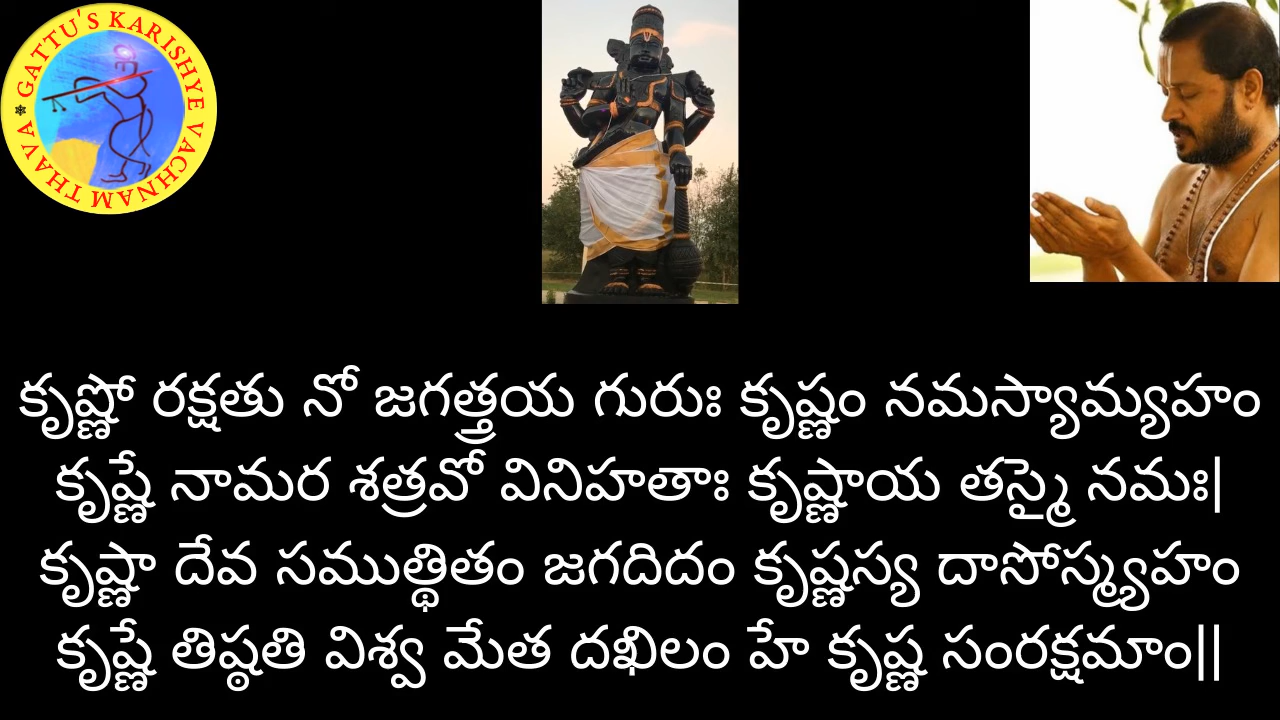 GATTU'S KARISHYE VACHNAM THAVA
కృష్ణో రక్షతు నో జగత్త్రయ గురుః కృష్ణం నమస్యామ్యహం
కృష్ణే నామర శత్రవో వినిహతాః కృష్ణాయ తస్మై నమః|
కృష్ణా దేవ సముత్థితం జగదిదం కృష్ణస్య దాసోస్మ్యహం
కృష్ణే తిష్ఠతి విశ్వ మేత దఖిలం హే కృష్ణ సంరక్షమాం||